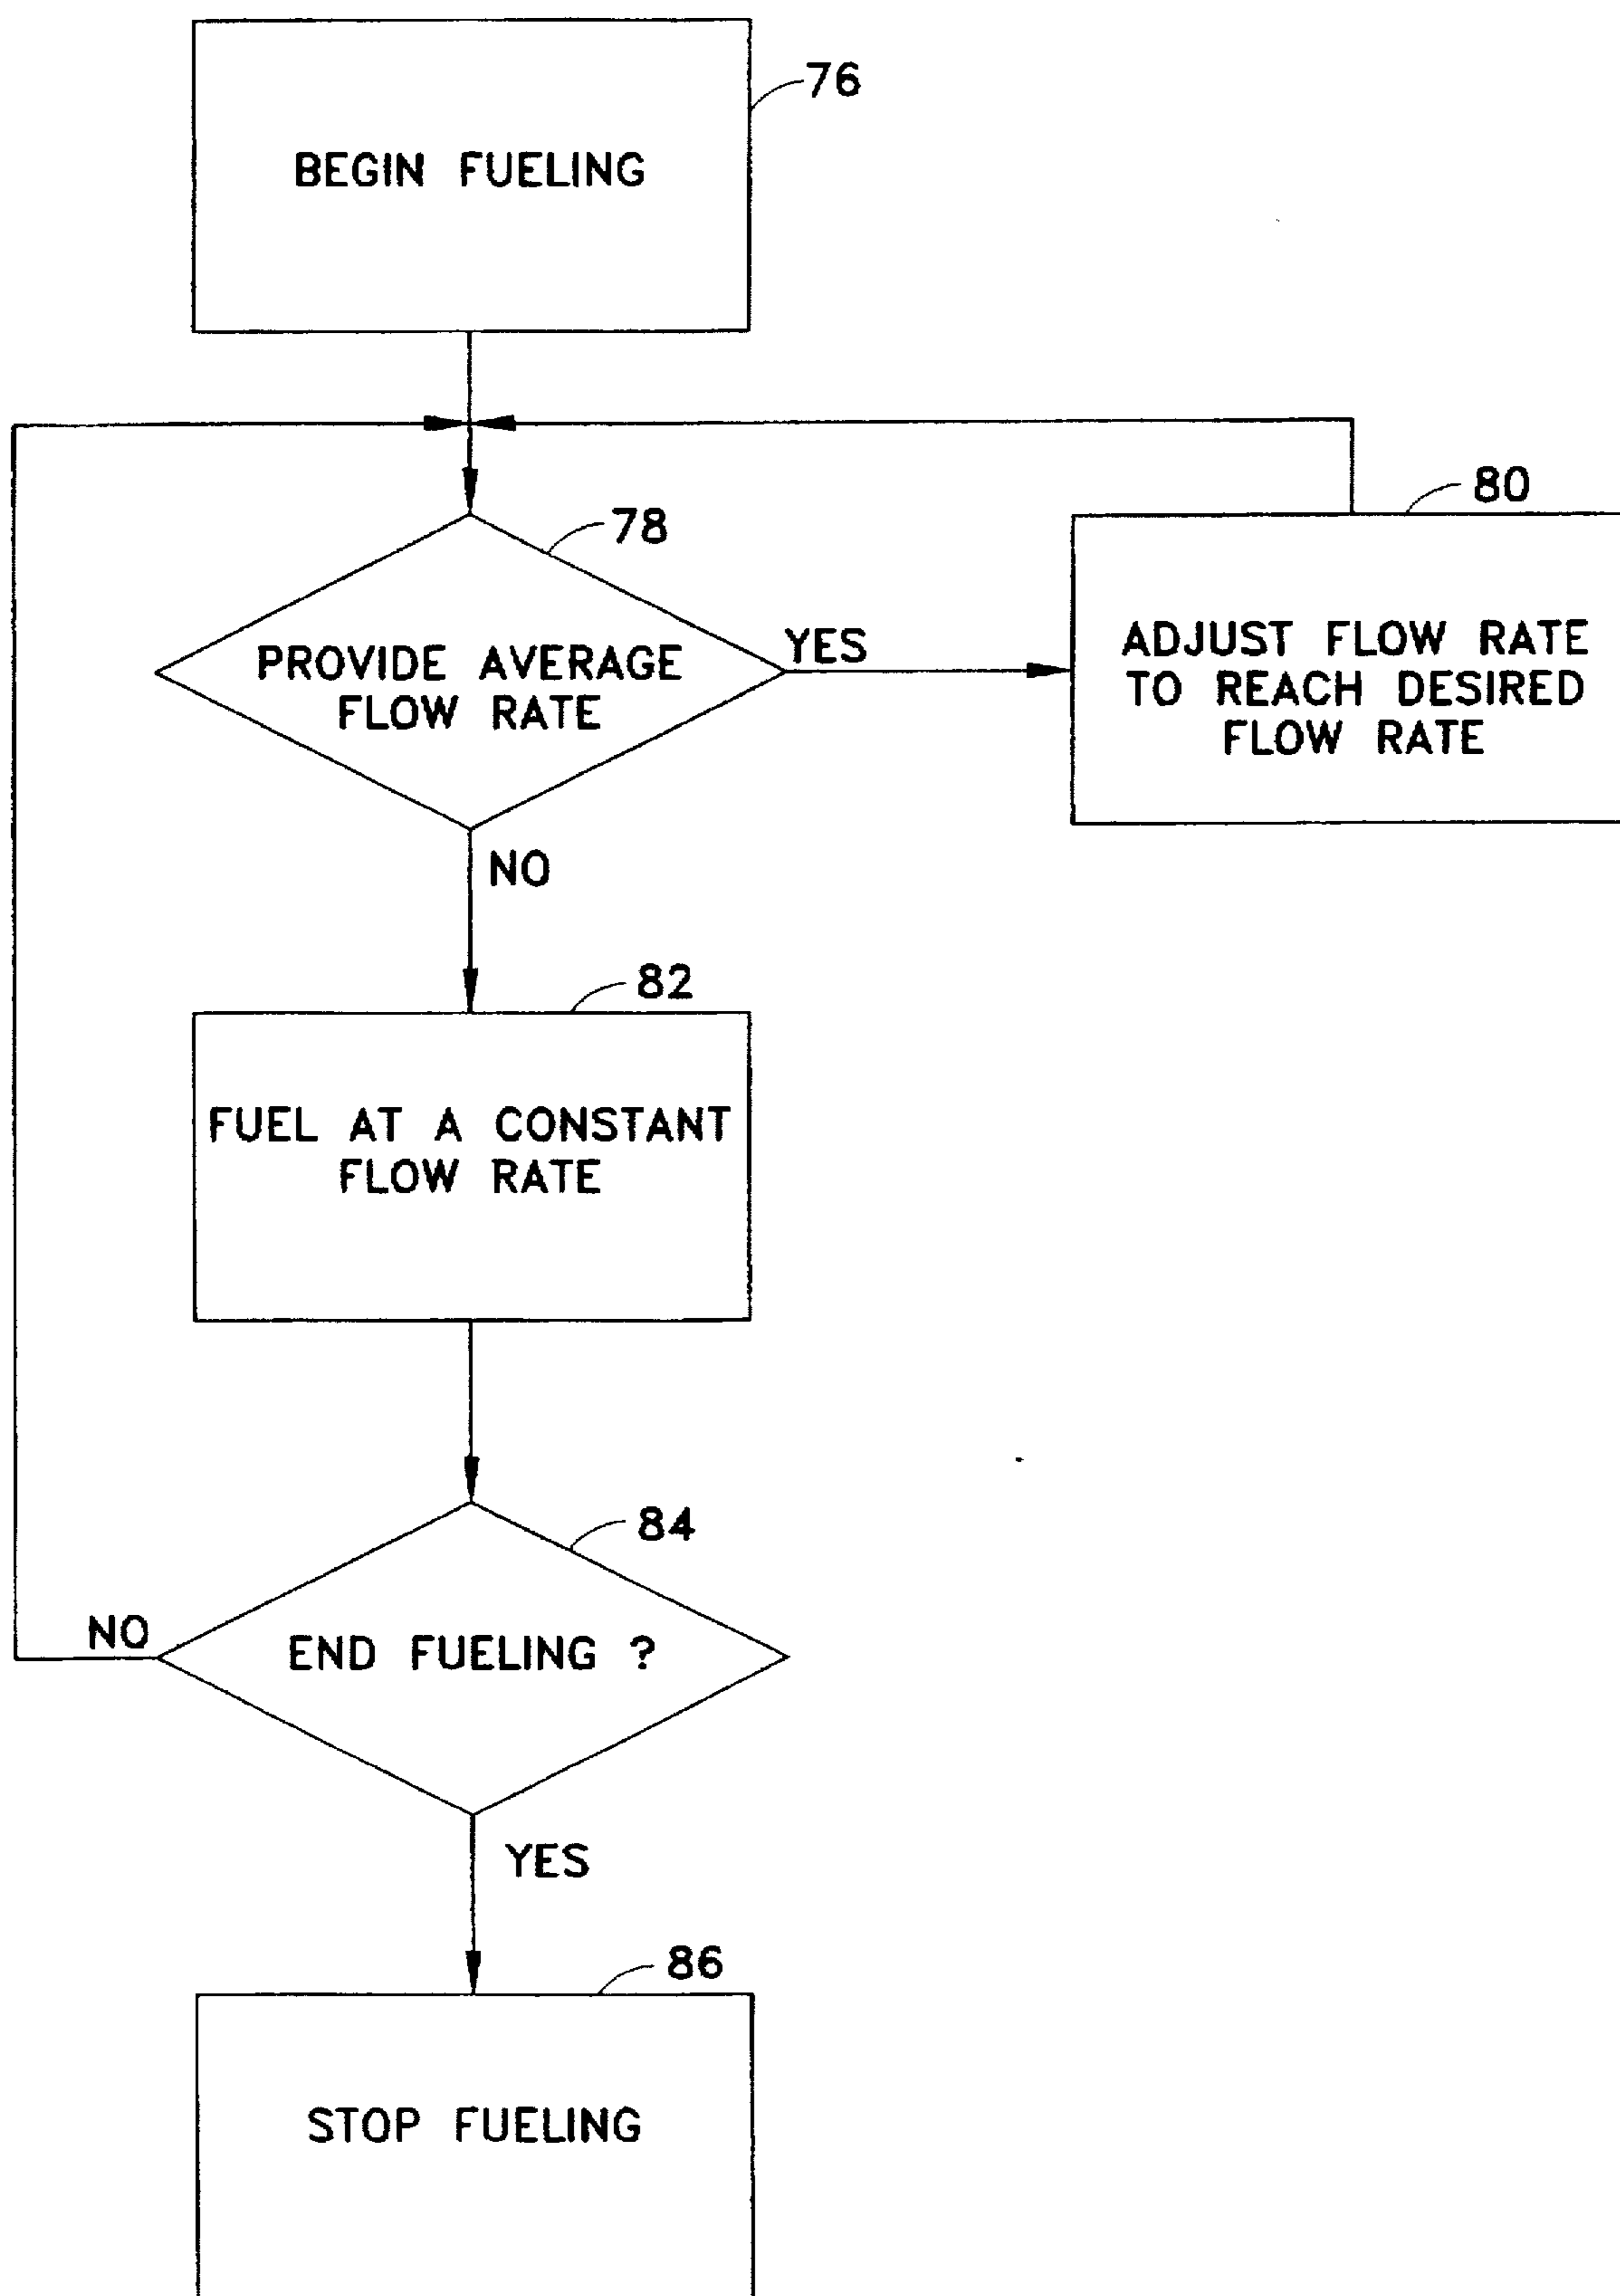 76
BEGIN FUELING
78
PROVIDE AVERAGE
FLOW RATE
YES
80
ADJUST FLOW RATE
TO REACH DESIRED
FLOW RATE
NO
82
FUEL AT A CONSTANT
FLOW RATE
84
END FUELING ?
NO
YES
86
STOP FUELING